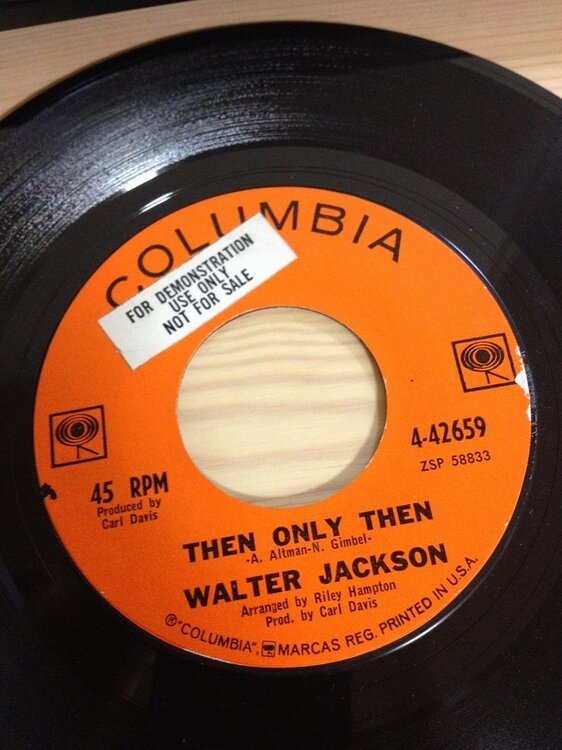 COLUMBIA
FOR DEMONSTRATION
USE ONLY
NOT FOR SALE
4-42659
ZSP 58833
45 RPM
Produced by
Carl Davis
THEN ONLY THEN
-A. Altman-N. Gimbel-
WALTER JACKSON
Arranged by Riley Hampton
Prod. by Carl Davis
®"COLUMBIA", MARCAS REG. PRINTED IN U.S.A.